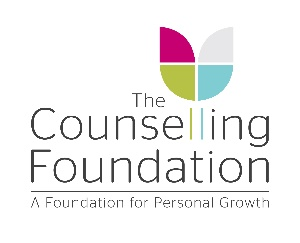 The
Counselling
Foundation
A Foundation for Personal Growth